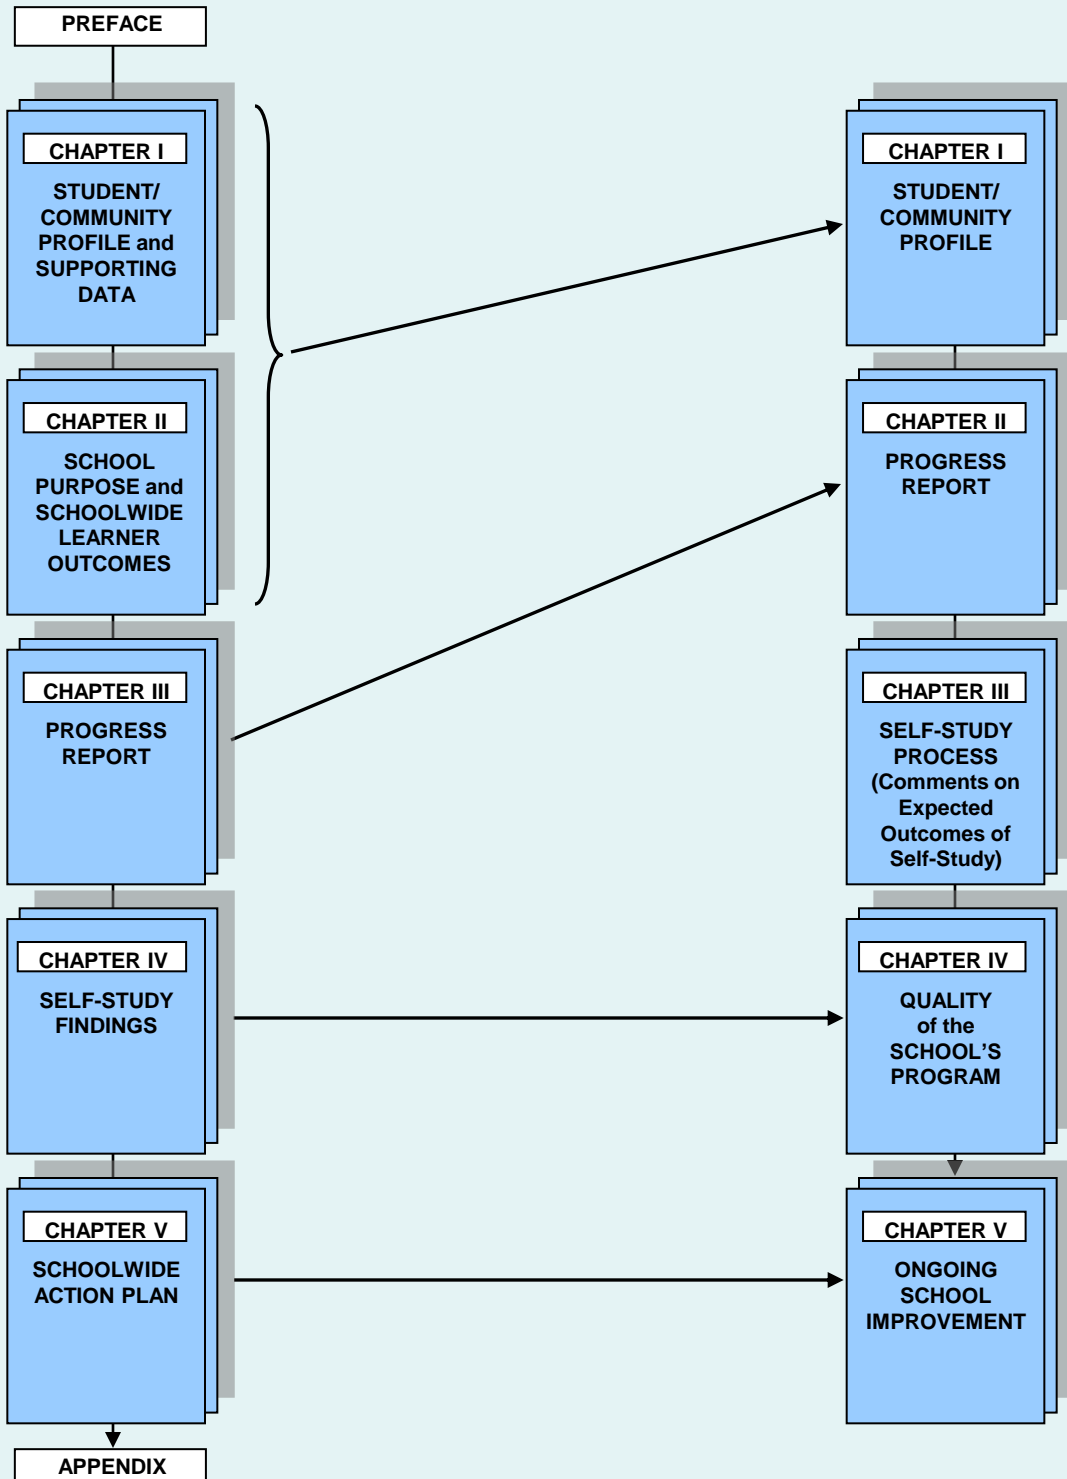 PREFACE
CHAPTER I
STUDENT/
COMMUNITY
PROFILE and
SUPPORTING
DATA
CHAPTER II
SCHOOL
PURPOSE and
SCHOOLWIDE
LEARNER
OUTCOMES
CHAPTER III
PROGRESS
REPORT
CHAPTER IV
SELF-STUDY
FINDINGS
CHAPTER V
SCHOOLWIDE
ACTION PLAN
APPENDIX
CHAPTER I
STUDENT/
COMMUNITY
PROFILE
CHAPTER II
PROGRESS
REPORT
CHAPTER III
SELF-STUDY
PROCESS
(Comments on
Expected
Outcomes of
Self-Study)
CHAPTER IV
QUALITY
of the
SCHOOL’S
PROGRAM
CHAPTER V
ONGOING
SCHOOL
IMPROVEMENT